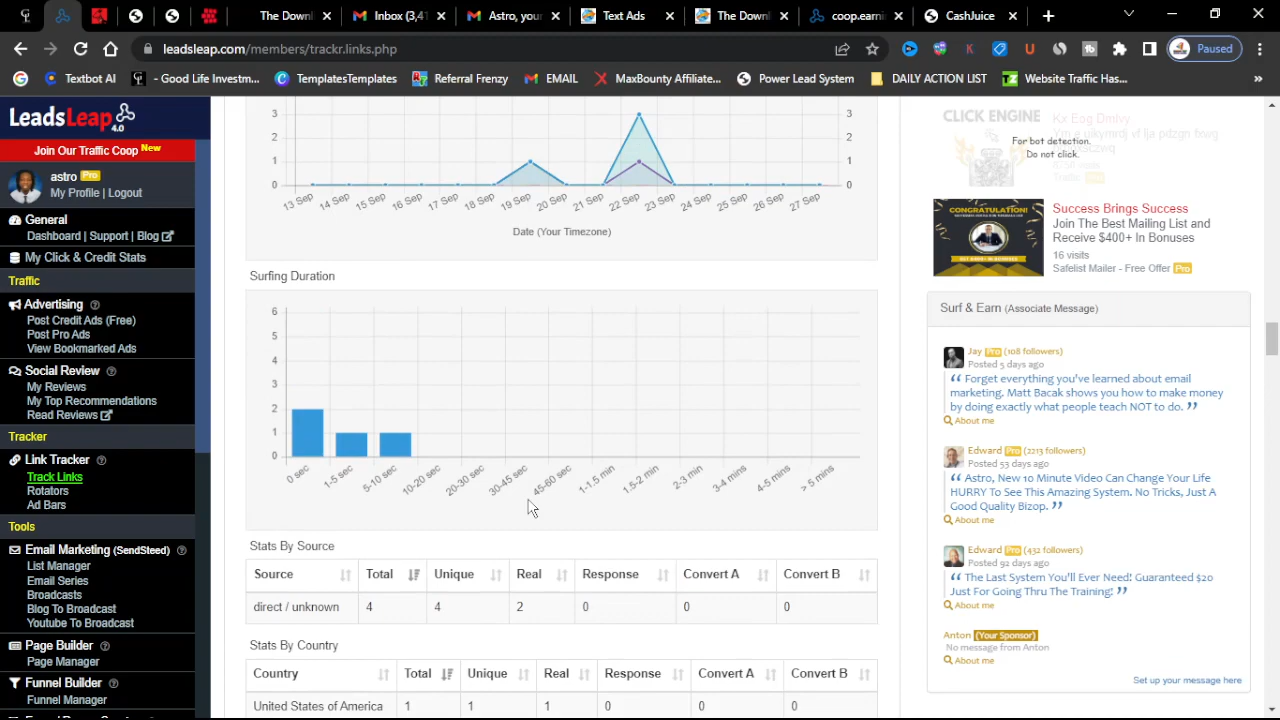 The Downl
Inbox (3,41
Astro, your
Text Ad
The Down
coop.earnin
CashJuice
leadsleap.com/members/trackr.links.php
Paused
Textbot AI
- Good Life Investm...
TemplatesTemplates
Referral Frenzy
EMAIL
MaxBounty Affiliate...
Power Lead System
DAILY ACTION LIST
Website Traffic Has...
»
LeadsLeap 4.0
Join Our Traffic Coop New
astro Pro
My Profile | Logout
General
Dashboard | Support | Blog
My Click & Credit Stats
Traffic
Advertising
Post Credit Ads (Free)
Post Pro Ads
View Bookmarked Ads
Social Review
My Reviews
My Top Recommendations
Read Reviews
Tracker
Link Tracker
Track Links
Rotators
Ad Bars
Tools
Email Marketing (SendSteed)
List Manager
Email Series
Broadcasts
Blog To Broadcast
Youtube To Broadcast
Page Builder
Page Manager
Funnel Builder
Funnel Manager
3 3
2 2
1 1
0 0
13 Sep 14 Sep 15 Sep 16 Sep 17 Sep 18 Sep 19 Sep 20 Sep 21 Sep 22 Sep 23 Sep 24 Sep 25 Sep 26 Sep 27 Sep
Date (Your Timezone)
Surfing Duration
6
5
4
3
2
1
0
5-10 sec 10-20 sec 1-1.5 min 1.5-2 min 2-3 min 3-4 mins 4-5 mins > 5 mins
Stats By Source
Source Total Unique Real Response Convert A Convert B
direct / unknown 4 4 2 0 0 0
Stats By Country
Country Total Unique Real Response Convert A Convert B
United States of America 1 1 1 0 0 0
CLICK ENGINE
For bot detection.
Do not click.
CONGRATULATION!
Success Brings Success
Join The Best Mailing List and
Receive $400+ In Bonuses
16 visits
Safelist Mailer - Free Offer Pro
Surf & Earn (Associate Message)
Jay Pro (108 followers)
Posted 5 days ago
“ Forget everything you've learned about email
marketing. Matt Bacak shows you how to make money
by doing exactly what people teach NOT to do. ”
About me
Edward Pro (2213 followers)
Posted 53 days ago
“ Astro, New 10 Minute Video Can Change Your Life
HURRY To See This Amazing System. No Tricks, Just A
Good Quality Bizop. ”
About me
Edward Pro (432 followers)
Posted 92 days ago
“ The Last System You'll Ever Need! Guaranteed $20
Just For Going Thru The Training! ”
About me
Anton (Your Sponsor)
No message from Anton
About me
Set up your message here